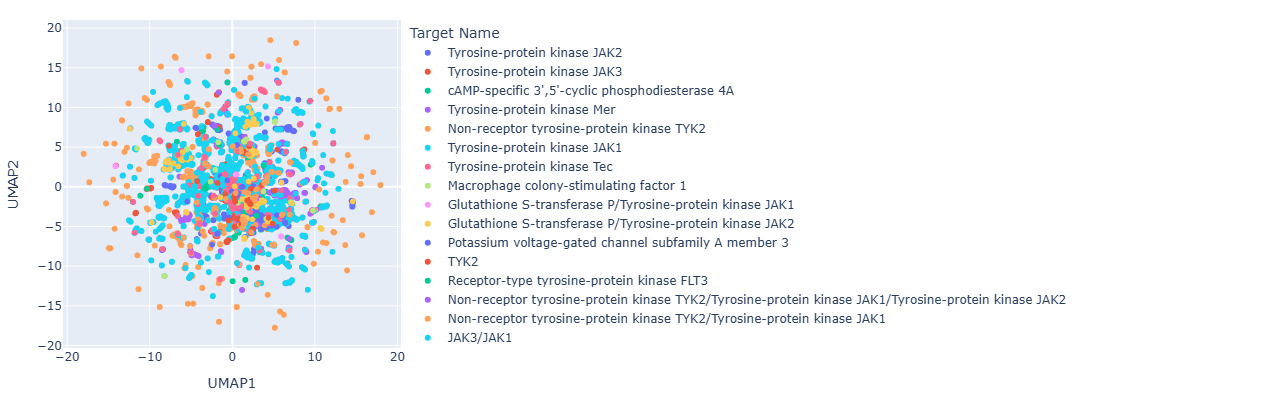 Target Name
Tyrosine-protein kinase JAK2
Tyrosine-protein kinase JAK3
cAMP-specific 3',5'-cyclic phosphodiesterase 4A
Tyrosine-protein kinase Mer
Non-receptor tyrosine-protein kinase TYK2
Tyrosine-protein kinase JAK1
Tyrosine-protein kinase Tec
Macrophage colony-stimulating factor 1
Glutathione S-transferase P/Tyrosine-protein kinase JAK1
Glutathione S-transferase P/Tyrosine-protein kinase JAK2
Potassium voltage-gated channel subfamily A member 3
TYK2
Receptor-type tyrosine-protein kinase FLT3
Non-receptor tyrosine-protein kinase TYK2/Tyrosine-protein kinase JAK1/Tyrosine-protein kinase JAK2
Non-receptor tyrosine-protein kinase TYK2/Tyrosine-protein kinase JAK1
JAK3/JAK1
20
15
10
5
0
−5
−10
−15
−20
UMAP2
−20 −10 0 10 20
UMAP1